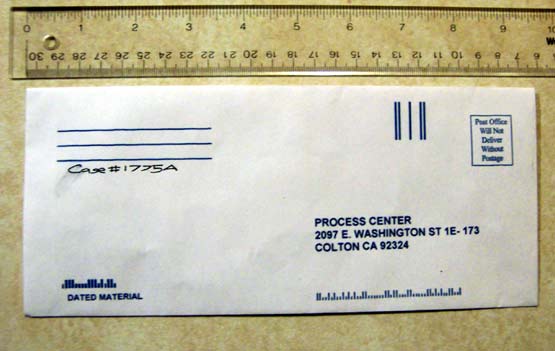 0 1 2 3 4 5 6 7 8 9 10
30 29 28 27 26 25 24 23 22 21 20 19 18 17 16 15 14 13 12 11 10 9 8 7 6
Post Office
Will Not
Deliver
Without
Postage
Case#1775A
PROCESS CENTER
2097 E. WASHINGTON ST 1E- 173
COLTON CA 92324
DATED MATERIAL